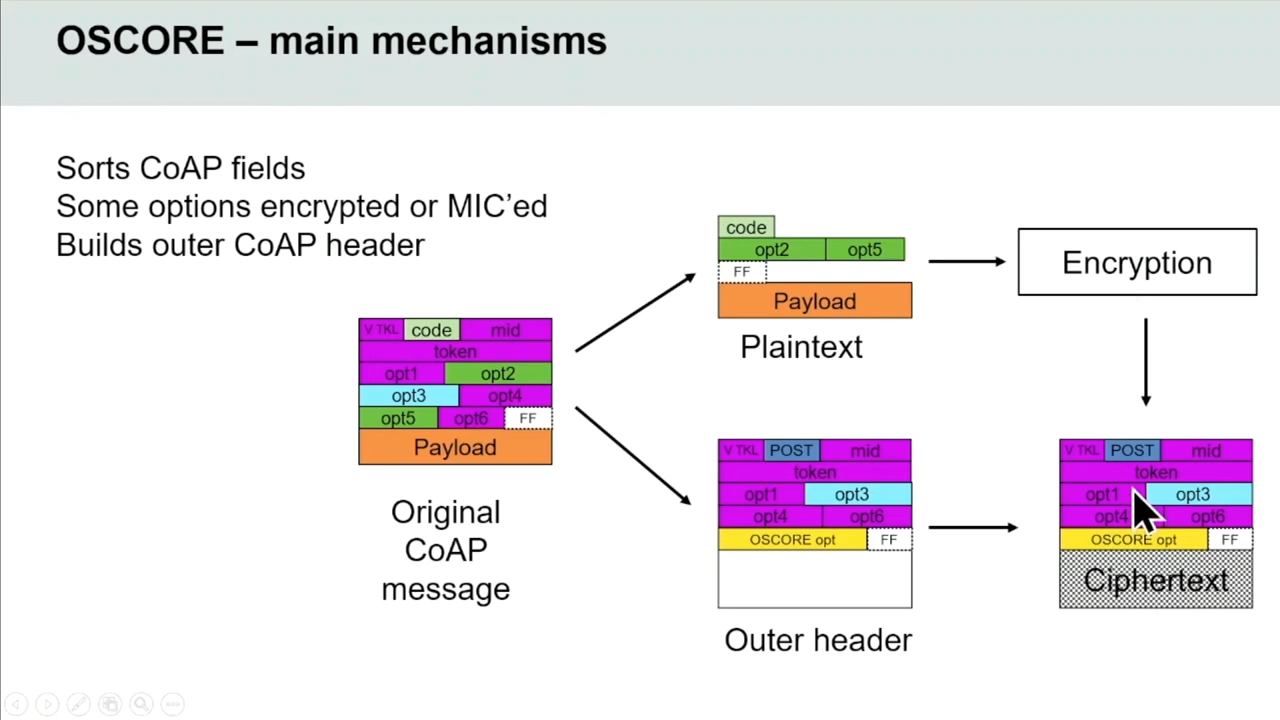 OSCORE – main mechanisms
Sorts CoAP fields
Some options encrypted or MIC’ed
Builds outer CoAP header
V TKL code mid
token
opt1 opt2
opt3 opt4
opt5 opt6 FF
Payload
Original
CoAP
message
code
opt2 opt5
FF
Payload
Plaintext
Encryption
V TKL POST mid
token
opt1 opt3
opt4 opt6
OSCORE opt FF
Outer header
V TKL POST mid
token
opt1 opt3
opt4 opt6
OSCORE opt FF
Ciphertext